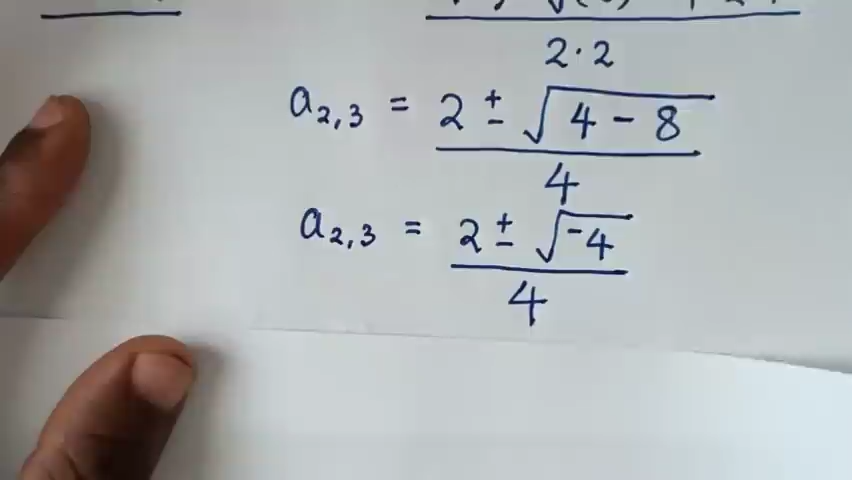 2·2
a₂,₃ = 2 ± √4 - 8
4
a₂,₃ = 2 ± √-4
4